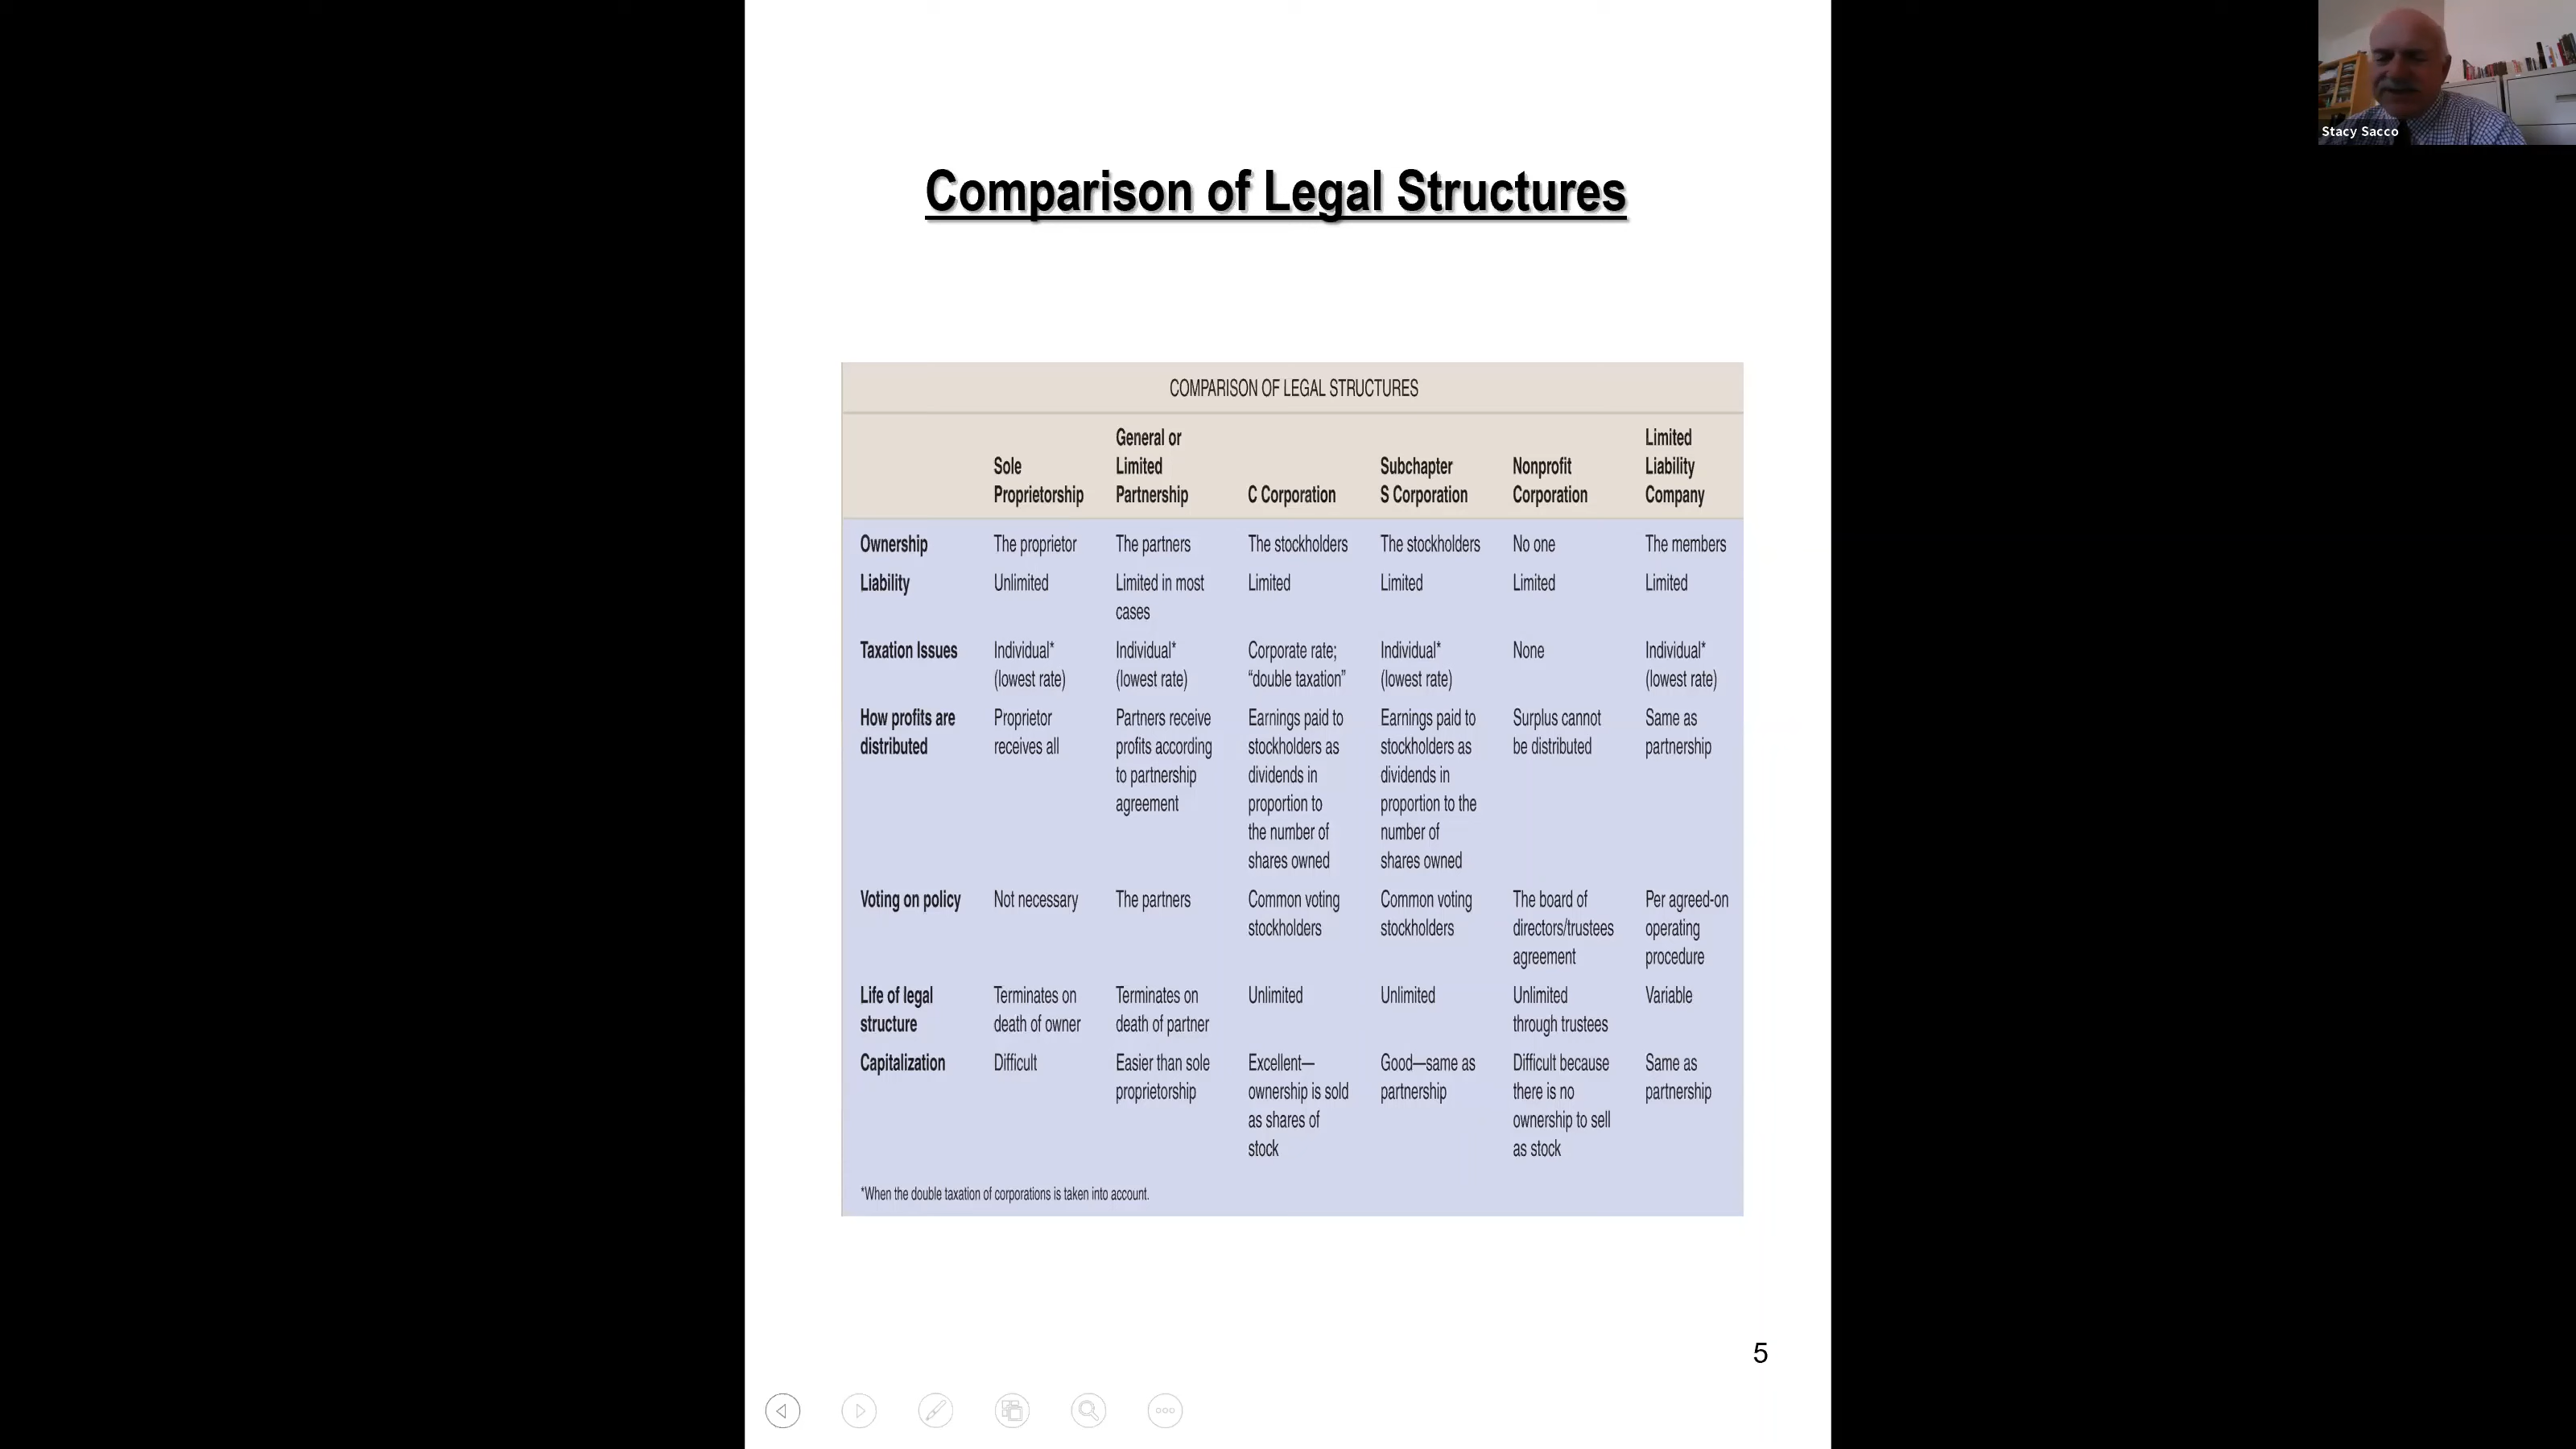 Stacy Sacco
Comparison of Legal Structures
COMPARISON OF LEGAL STRUCTURES
Sole
Proprietorship
General or
Limited
Partnership
C Corporation
Subchapter
S Corporation
Nonprofit
Corporation
Limited
Liability
Company
Ownership
The proprietor
The partners
The stockholders
The stockholders
No one
The members
Liability
Unlimited
Limited in most
cases
Limited
Limited
Limited
Limited
Taxation Issues
Individual*
(lowest rate)
Individual*
(lowest rate)
Corporate rate;
“double taxation”
Individual*
(lowest rate)
None
Individual*
(lowest rate)
How profits are
distributed
Proprietor
receives all
Partners receive
profits according
to partnership
agreement
Earnings paid to
stockholders as
dividends in
proportion to
the number of
shares owned
Earnings paid to
stockholders as
dividends in
proportion to the
number of
shares owned
Surplus cannot
be distributed
Same as
partnership
Voting on policy
Not necessary
The partners
Common voting
stockholders
Common voting
stockholders
The board of
directors/trustees
agreement
Per agreed-on
operating
procedure
Life of legal
structure
Terminates on
death of owner
Terminates on
death of partner
Unlimited
Unlimited
Unlimited
through trustees
Variable
Capitalization
Difficult
Easier than sole
proprietorship
Excellent—
ownership is sold
as shares of
stock
Good—same as
partnership
Difficult because
there is no
ownership to sell
as stock
Same as
partnership
*When the double taxation of corporations is taken into account.
5